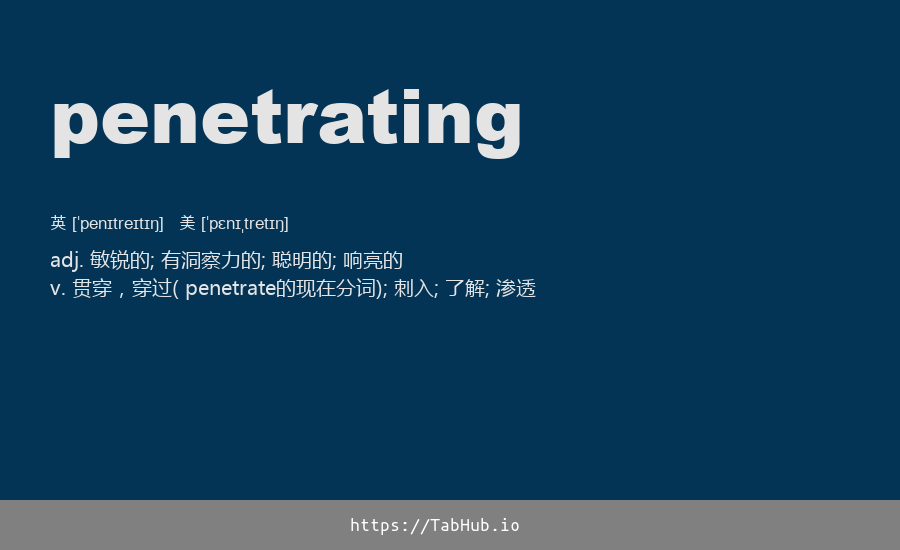 penetrating
英 [ˈpenɪtreɪtɪŋ] 美 [ˈpɛnɪˌtretɪŋ]
adj. 敏锐的; 有洞察力的; 聪明的; 响亮的
v. 贯穿，穿过( penetrate的现在分词); 刺入; 了解; 渗透
https://TabHub.io